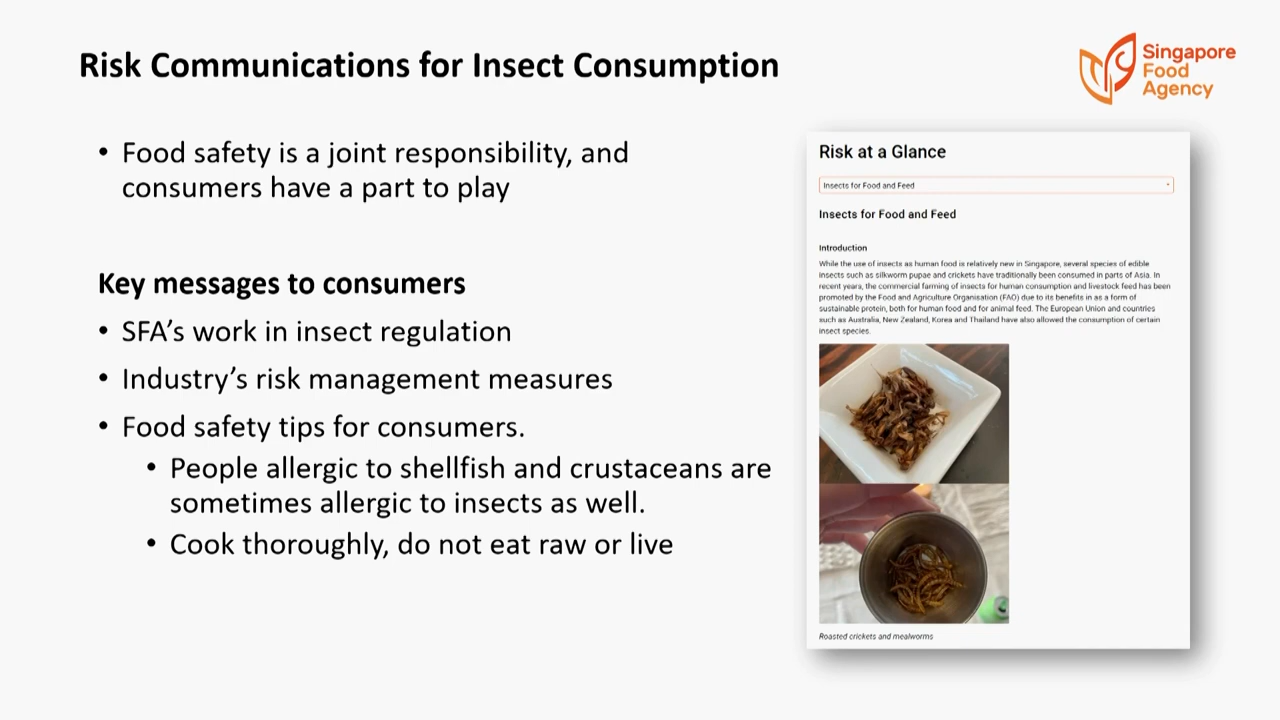 Risk Communications for Insect Consumption
Singapore
Food
Agency
• Food safety is a joint responsibility, and
consumers have a part to play
Key messages to consumers
• SFA’s work in insect regulation
• Industry’s risk management measures
• Food safety tips for consumers.
• People allergic to shellfish and crustaceans are
sometimes allergic to insects as well.
• Cook thoroughly, do not eat raw or live
Risk at a Glance
Insects for Food and Feed
Insects for Food and Feed
Introduction
While the use of insects as human food is relatively new in Singapore, several species of edible
insects such as silkworm pupae and crickets have traditionally been consumed in parts of Asia. In
recent years, the commercial farming of insects for human consumption and livestock feed has been
promoted by the Food and Agriculture Organisation (FAO) due to its benefits in as a form of
sustainable protein, both for human food and for animal feed. The European Union and countries
such as Australia, New Zealand, Korea and Thailand have also allowed the consumption of certain
insect species.
Roasted crickets and mealworms